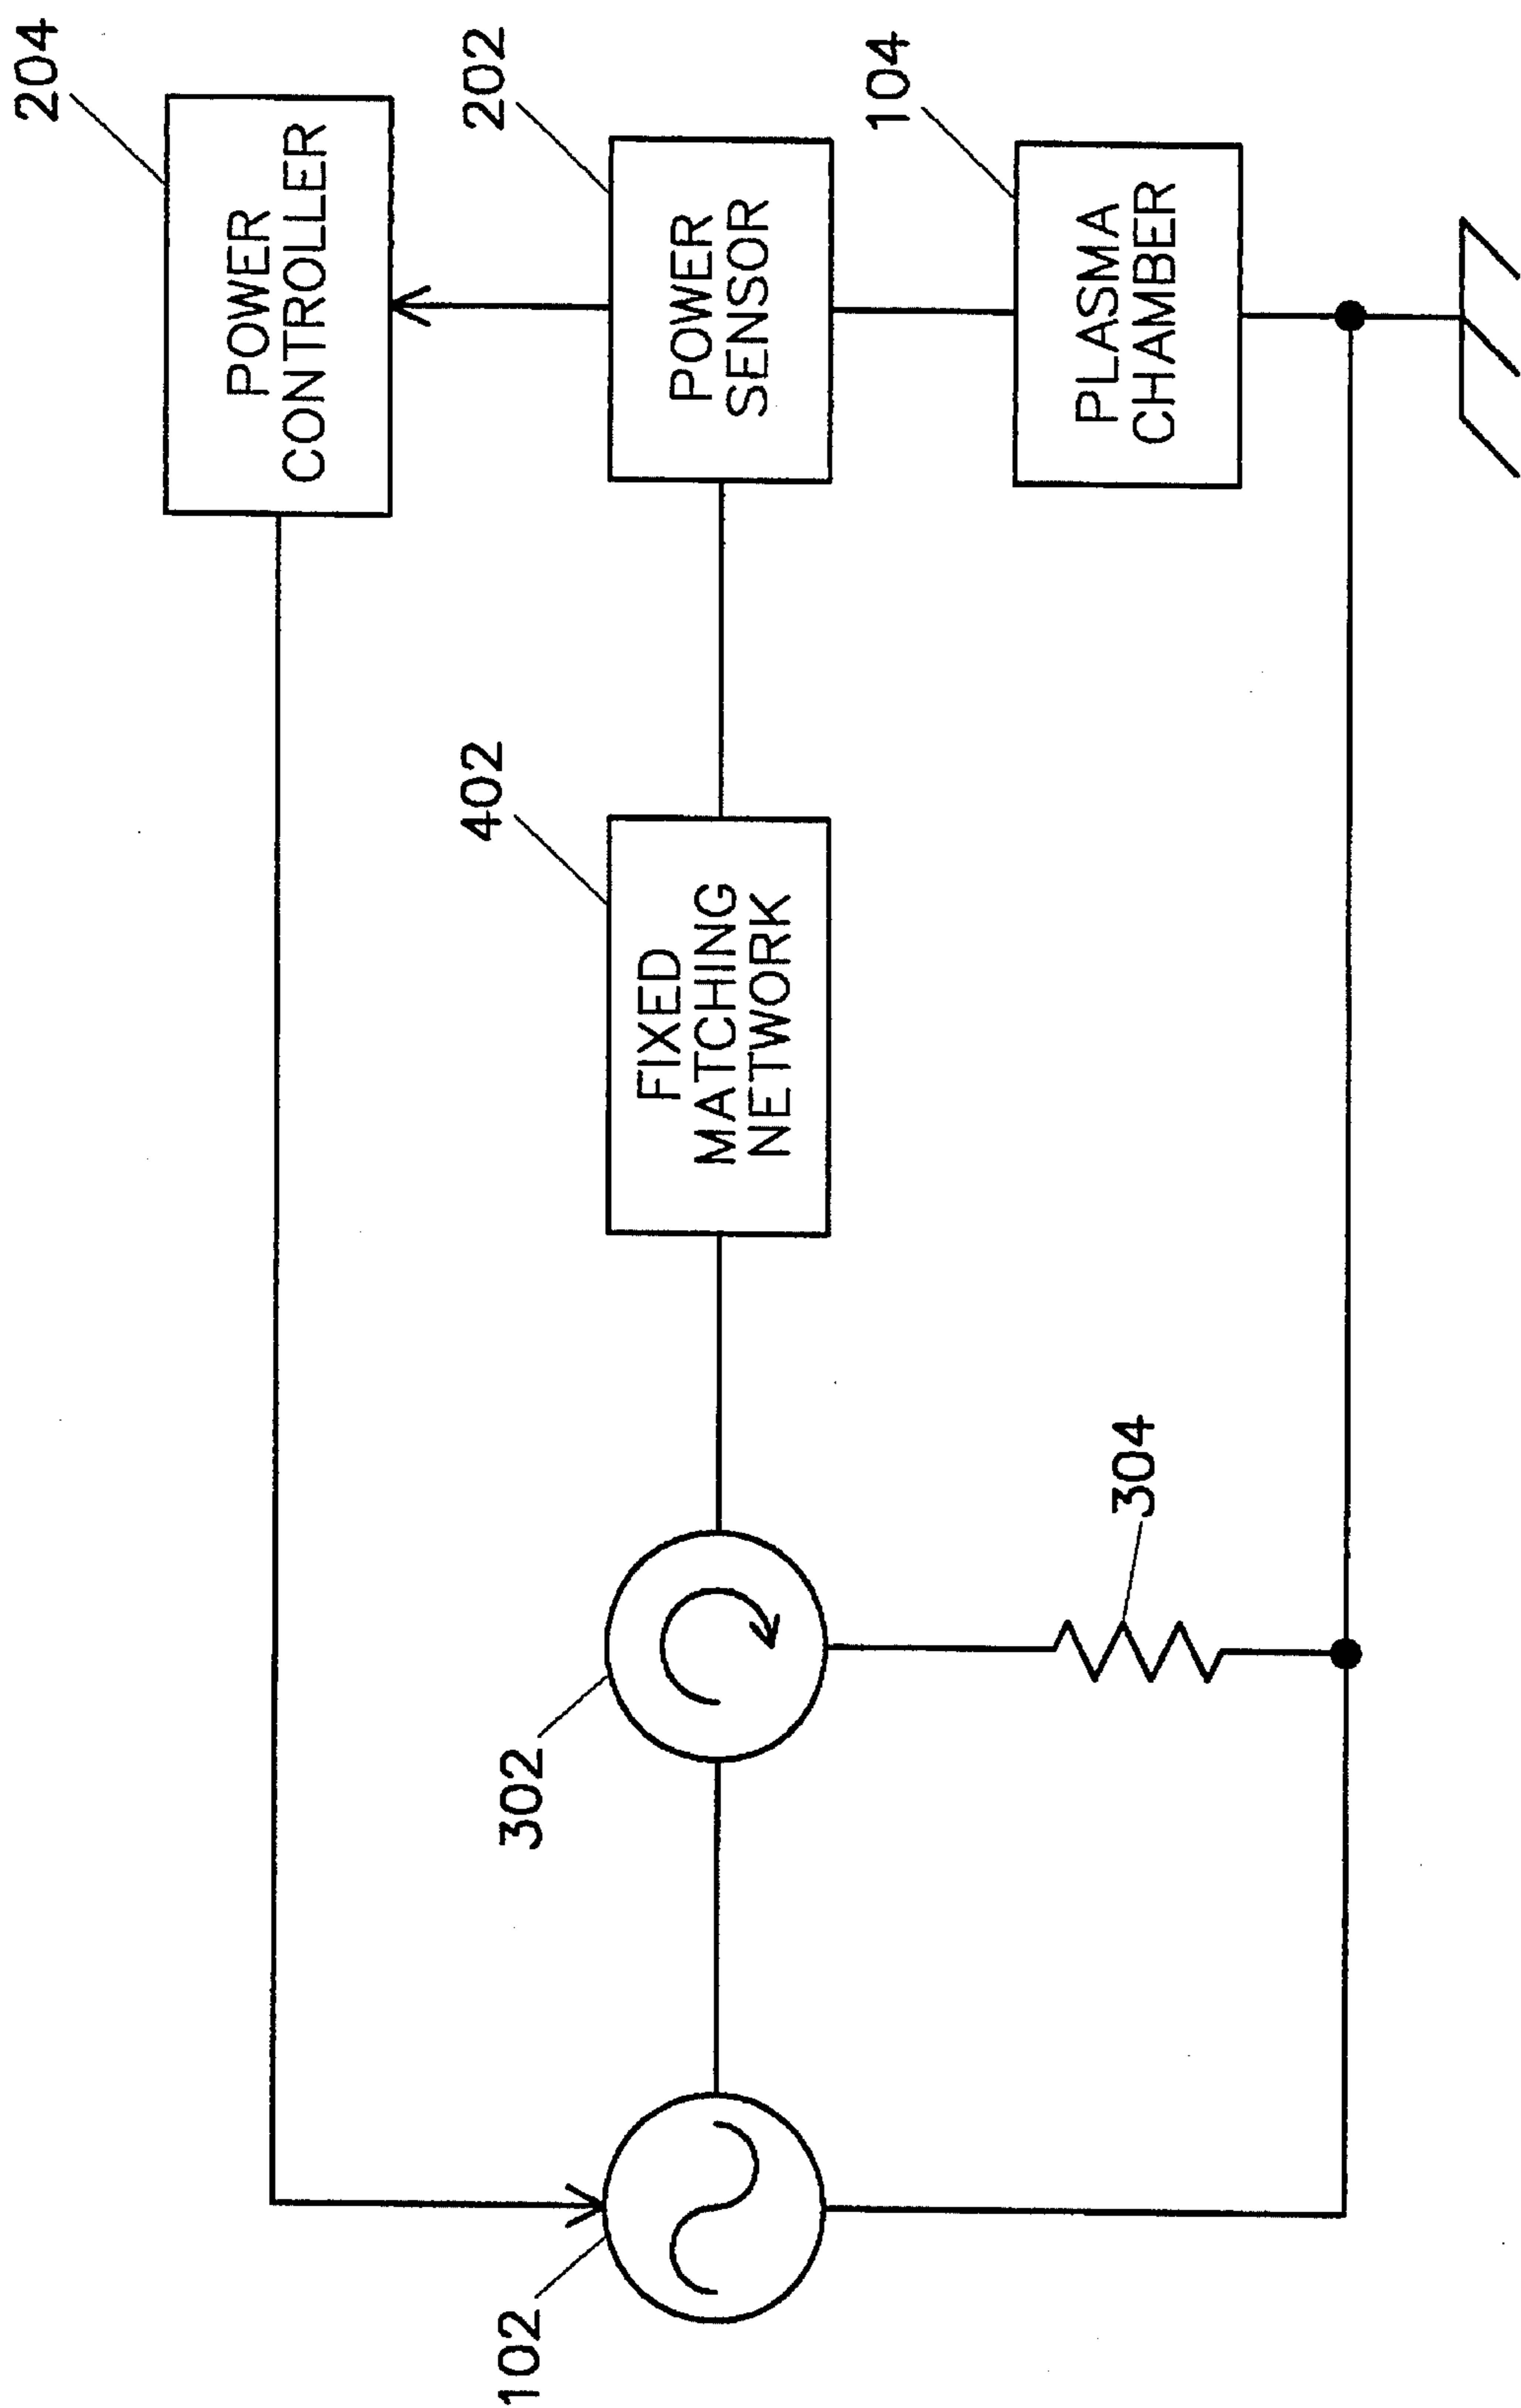 204
POWER
CONTROLLER
202
POWER
SENSOR
104
PLASMA
CHAMBER
402
FIXED
MATCHING
NETWORK
302
304
102